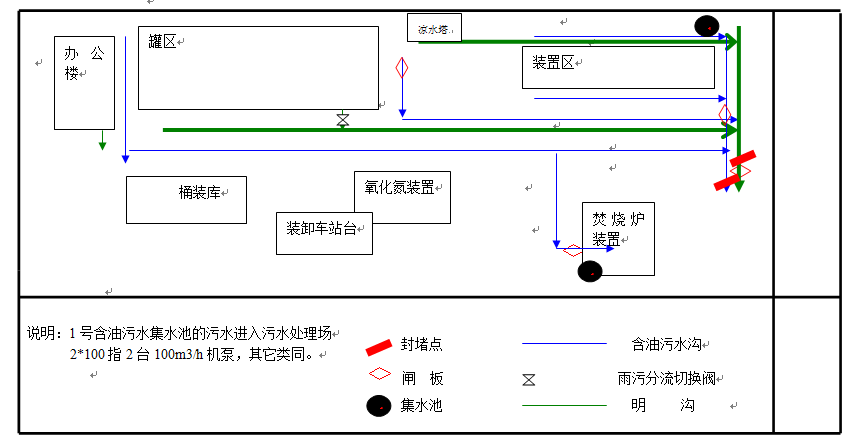 凉水塔
办公
楼
罐区
装置区
桶装库
氧化氮装置
装卸车站台
焚烧炉
装置
说明：1号含油污水集水池的污水进入污水处理场
2*100指2台100m3/h机泵，其它类同。
封堵点
含油污水沟
闸 板
雨污分流切换阀
集水池
明 沟